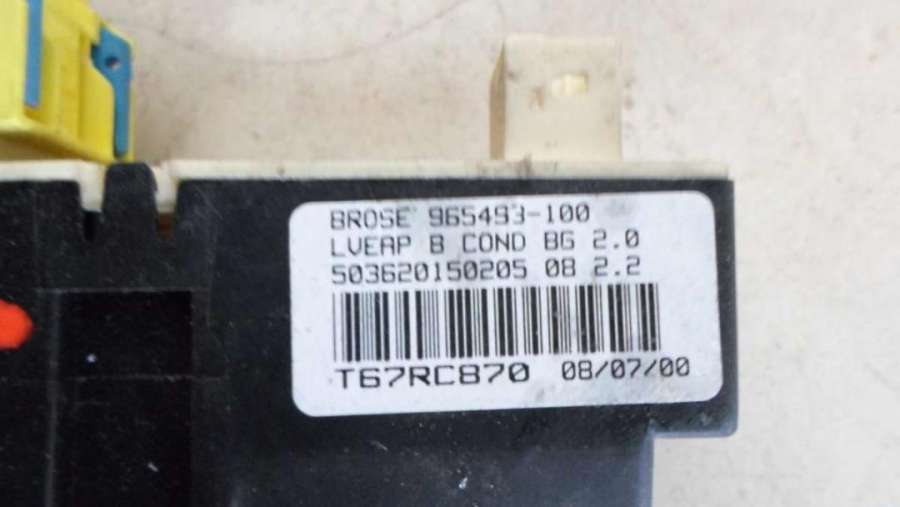 BROSE 965493-100
LVEAP B COND BG 2.0
503620150205 08 2.2
T67RC870 08/07/00